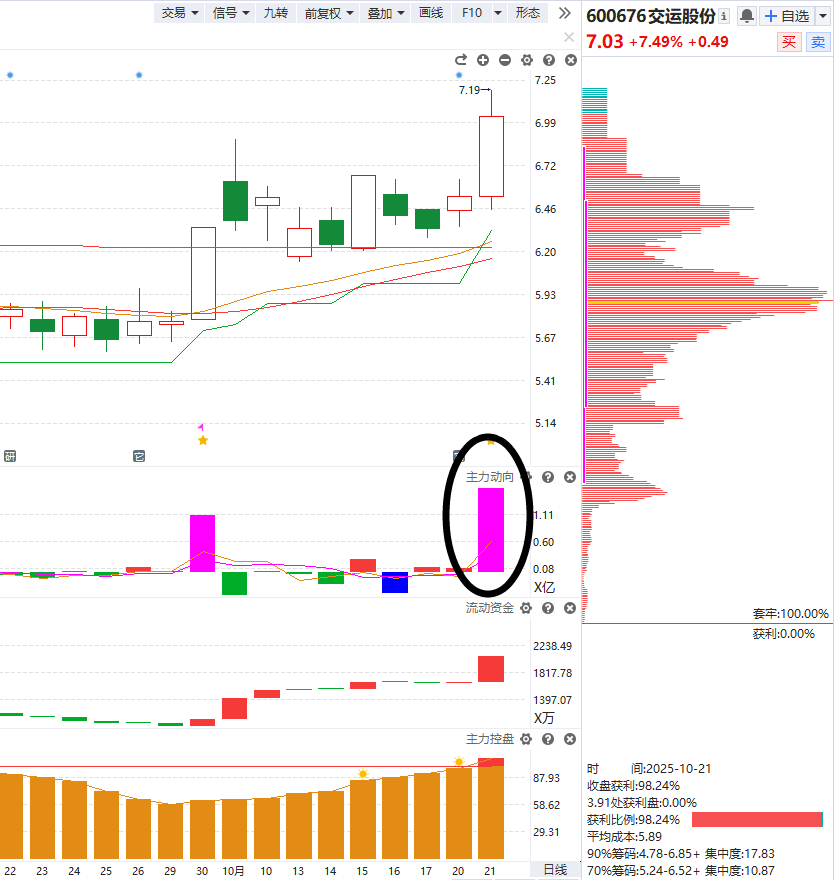 交易 信号 九转 前复权 叠加 画线 F10 形态
600676交运股份 自选
7.03 +7.49% +0.49 买 卖
7.25
7.19
6.99
6.72
6.46
6.20
5.93
5.67
5.41
5.14
研
主力动向
1.11
0.60
0.08
X亿
流动资金
2238.49
1817.78
1397.07
X万
主力控盘
87.93
58.62
29.31
22 23 24 25 26 29 30 10月 10 13 14 15 16 17 20 21 日线
套牢:100.00%
获利:0.00%
时 间:2025-10-21
收盘获利:98.24%
3.91处获利盘:0.00%
获利比例:98.24%
平均成本:5.89
90%筹码:4.78-6.85+ 集中度:17.83
70%筹码:5.24-6.52+ 集中度:10.87